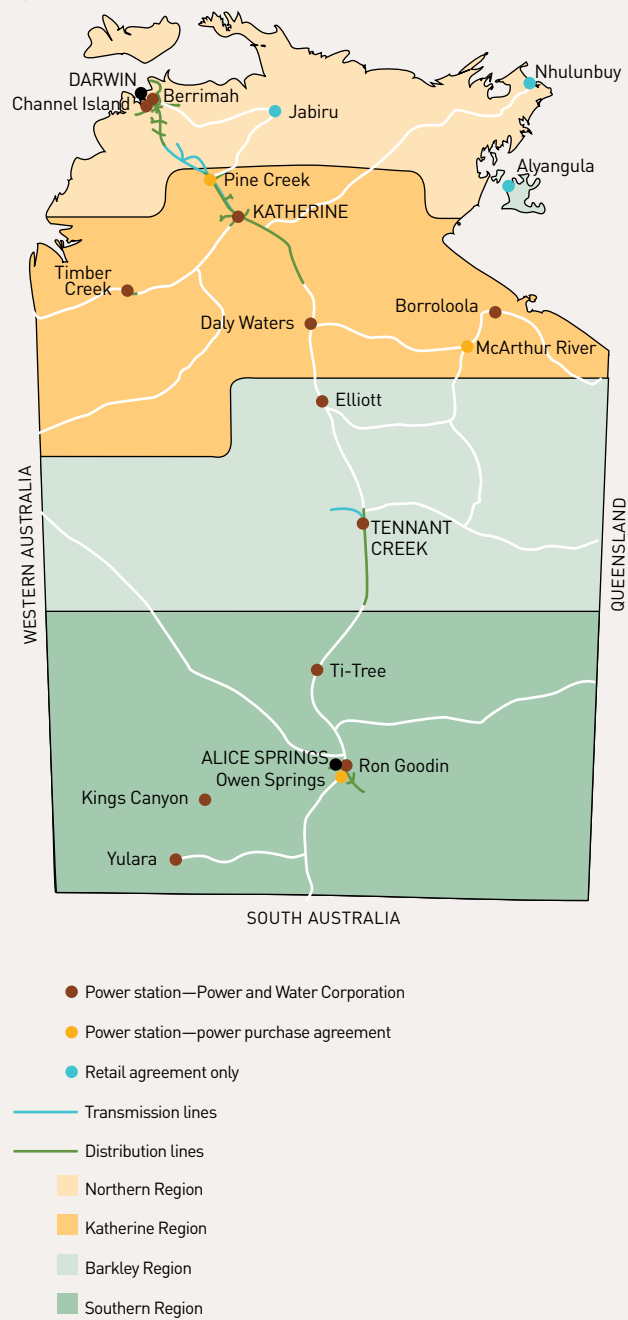 Nhulunbuy
DARWIN
Berrimah
Channel Island
Jabiru
Alyangula
Pine Creek
KATHERINE
Timber
Creek
Borroloola
Daly Waters
McArthur River
Elliott
WESTERN AUSTRALIA
QUEENSLAND
TENNANT
CREEK
Ti-Tree
ALICE SPRINGS
Ron Goodin
Owen Springs
Kings Canyon
Yulara
SOUTH AUSTRALIA
Power station—Power and Water Corporation
Power station—power purchase agreement
Retail agreement only
Transmission lines
Distribution lines
Northern Region
Katherine Region
Barkley Region
Southern Region